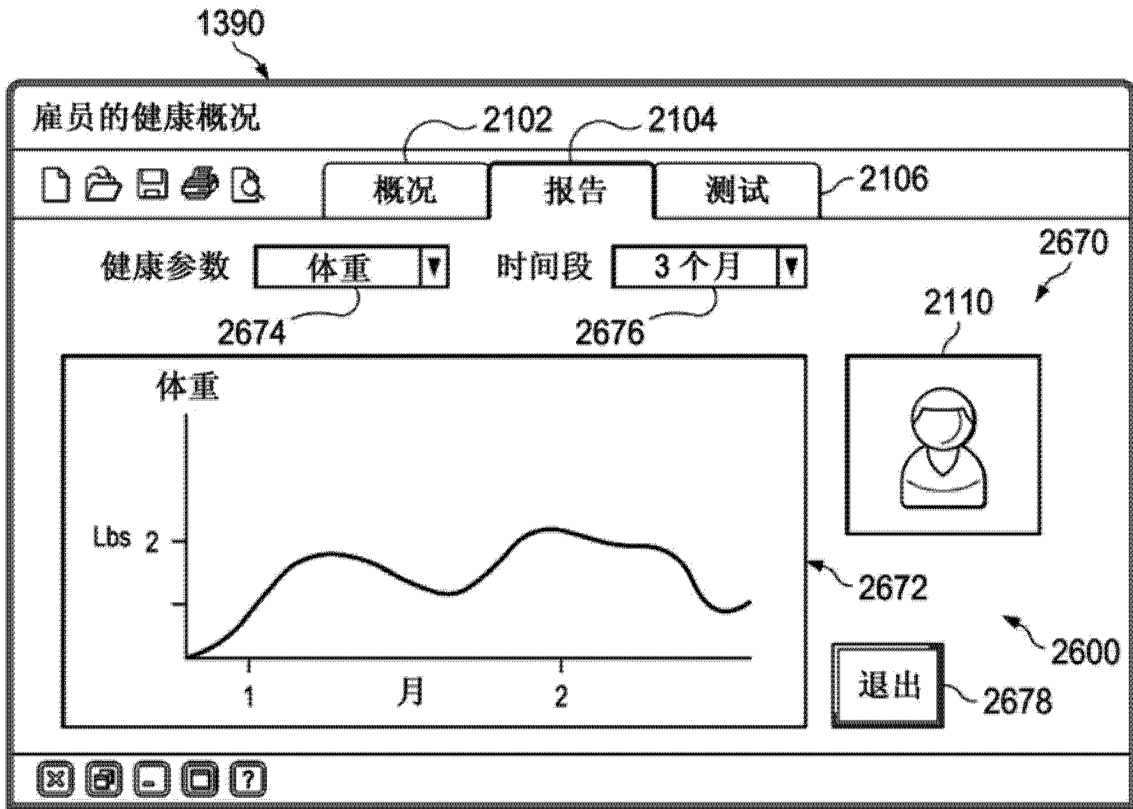 1390
雇员的健康概况
2102
2104
概况
报告
测试
2106
健康参数
体重
时间段
3 个月
2670
2674
2676
2110
体重
Lbs 2
2672
2600
1
月
2
退出
2678
?